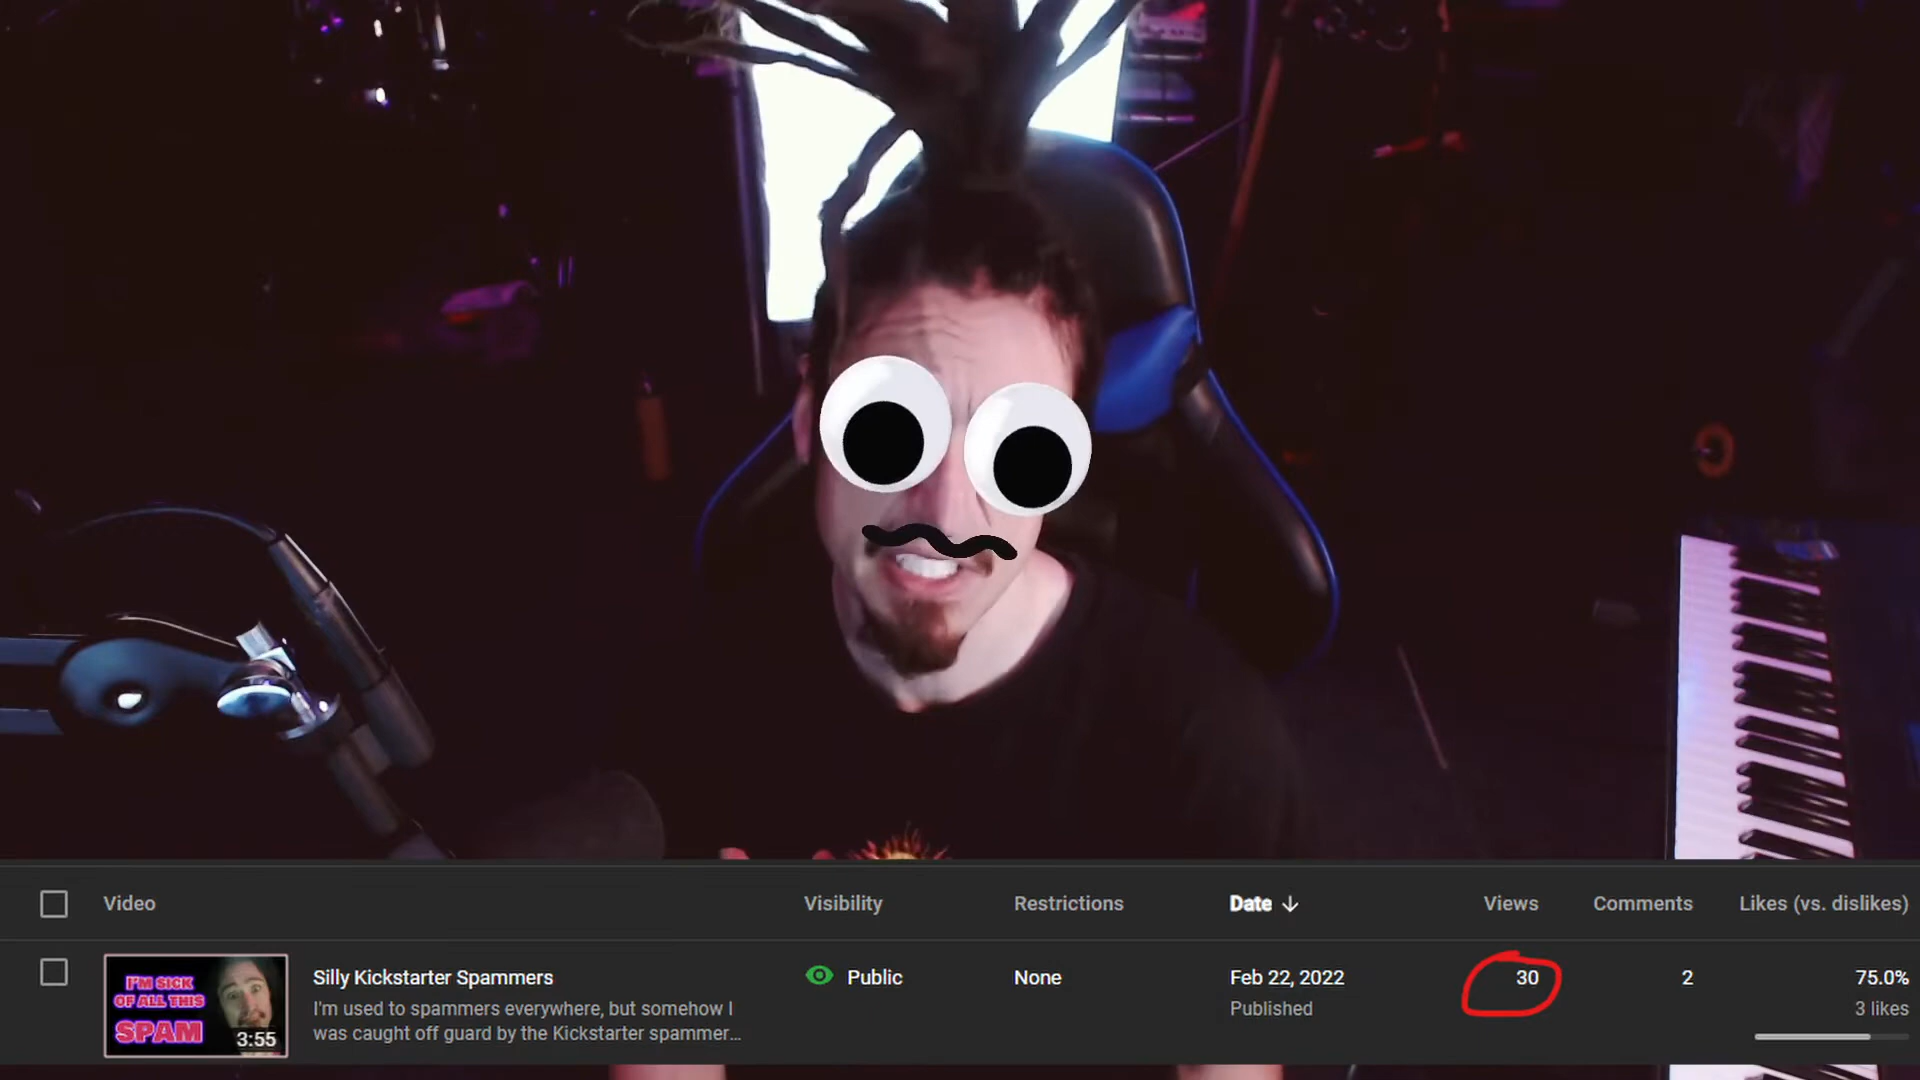 Video Visibility Restrictions Date Views Comments Likes (vs. dislikes)
I'M SICK
OF ALL THIS
SPAM
3:55
Silly Kickstarter Spammers Public None Feb 22, 2022 30 2 75.0%
I'm used to spammers everywhere, but somehow I Published 3 likes
was caught off guard by the Kickstarter spammer...